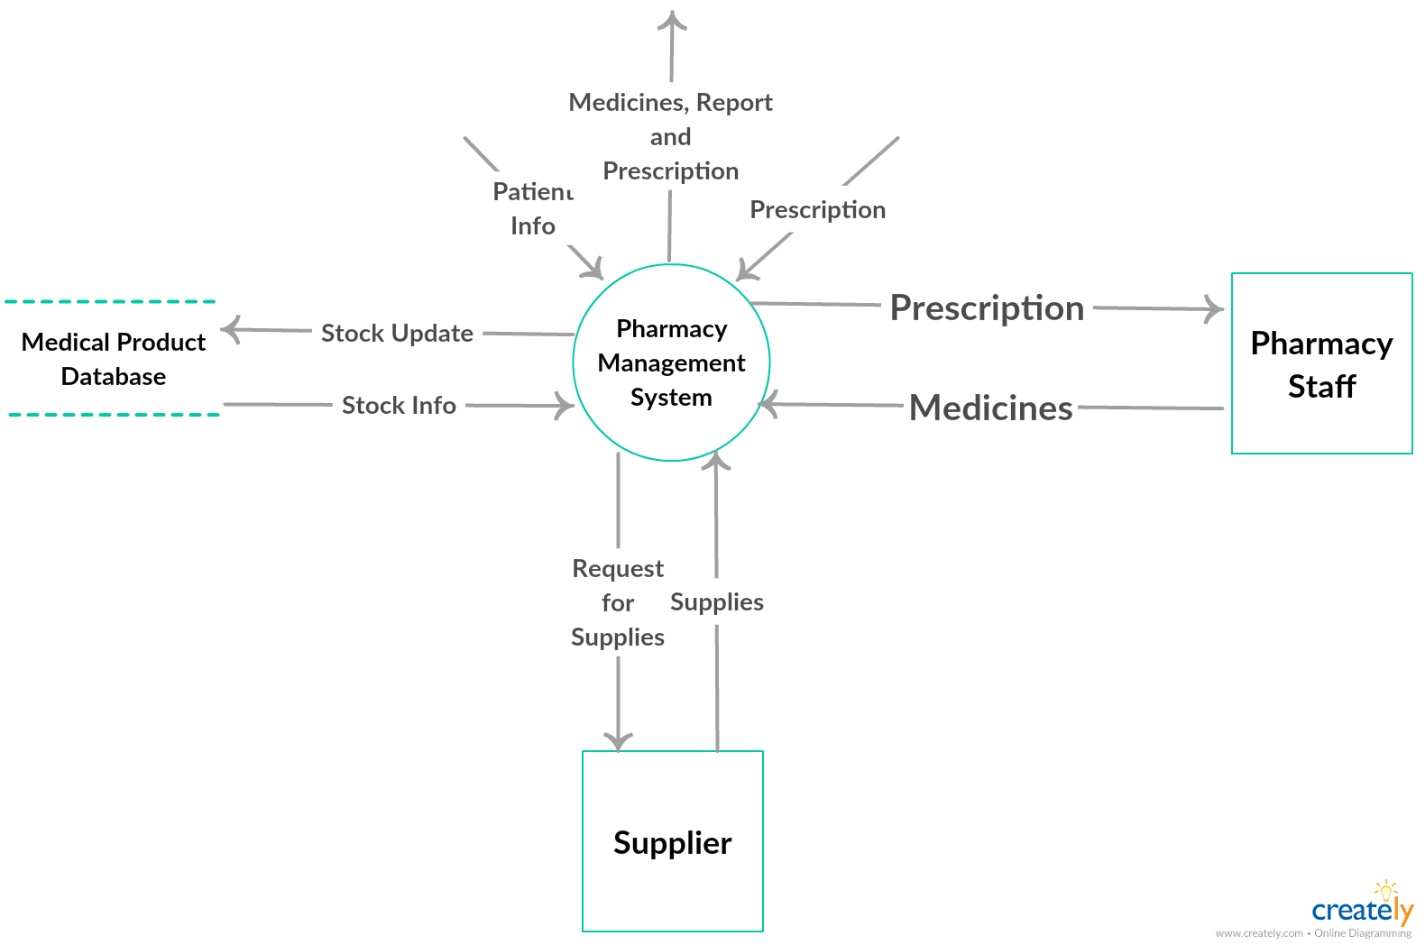 Medicines, Report
and
Prescription
Patient
Info
Prescription
Prescription
Stock Update
Medical Product
Database
Stock Info
Pharmacy
Management
System
Medicines
Pharmacy
Staff
Request
for
Supplies
Supplies
Supplier
creately
www.creately.com • Online Diagramming